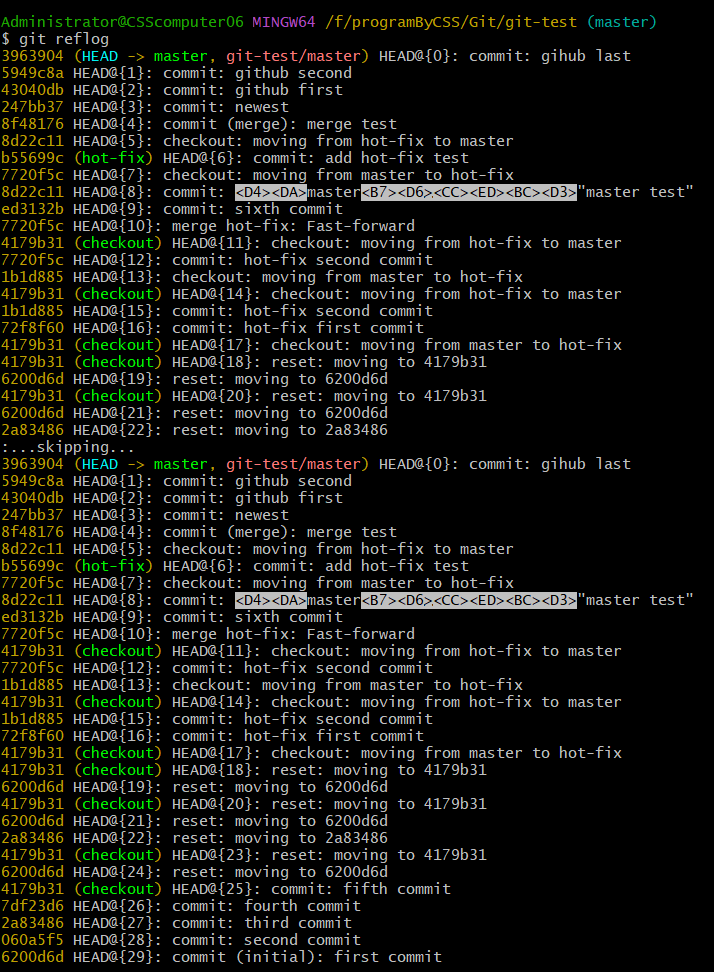 Administrator@CSScomputer06 MINGW64 /f/programByCSS/Git/git-test (master)
$ git reflog
3963904 (HEAD -> master, git-test/master) HEAD@{0}: commit: gihub last
5949c8a HEAD@{1}: commit: github second
43040db HEAD@{2}: commit: github first
247bb37 HEAD@{3}: commit: newest
8f48176 HEAD@{4}: commit (merge): merge test
8d22c11 HEAD@{5}: checkout: moving from hot-fix to master
b55699c (hot-fix) HEAD@{6}: commit: add hot-fix test
7720f5c HEAD@{7}: checkout: moving from master to hot-fix
8d22c11 HEAD@{8}: commit: <D4><DA>master<B7><D6><CC><ED><BC><D3>"master test"
ed3132b HEAD@{9}: commit: sixth commit
7720f5c HEAD@{10}: merge hot-fix: Fast-forward
4179b31 (checkout) HEAD@{11}: checkout: moving from hot-fix to master
7720f5c HEAD@{12}: commit: hot-fix second commit
1b1d885 HEAD@{13}: checkout: moving from master to hot-fix
4179b31 (checkout) HEAD@{14}: checkout: moving from hot-fix to master
1b1d885 HEAD@{15}: commit: hot-fix second commit
72f8f60 HEAD@{16}: commit: hot-fix first commit
4179b31 (checkout) HEAD@{17}: checkout: moving from master to hot-fix
4179b31 (checkout) HEAD@{18}: reset: moving to 4179b31
6200d6d HEAD@{19}: reset: moving to 6200d6d
4179b31 (checkout) HEAD@{20}: reset: moving to 4179b31
6200d6d HEAD@{21}: reset: moving to 6200d6d
2a83486 HEAD@{22}: reset: moving to 2a83486
:...skipping...
3963904 (HEAD -> master, git-test/master) HEAD@{0}: commit: gihub last
5949c8a HEAD@{1}: commit: github second
43040db HEAD@{2}: commit: github first
247bb37 HEAD@{3}: commit: newest
8f48176 HEAD@{4}: commit (merge): merge test
8d22c11 HEAD@{5}: checkout: moving from hot-fix to master
b55699c (hot-fix) HEAD@{6}: commit: add hot-fix test
7720f5c HEAD@{7}: checkout: moving from master to hot-fix
8d22c11 HEAD@{8}: commit: <D4><DA>master<B7><D6><CC><ED><BC><D3>"master test"
ed3132b HEAD@{9}: commit: sixth commit
7720f5c HEAD@{10}: merge hot-fix: Fast-forward
4179b31 (checkout) HEAD@{11}: checkout: moving from hot-fix to master
7720f5c HEAD@{12}: commit: hot-fix second commit
1b1d885 HEAD@{13}: checkout: moving from master to hot-fix
4179b31 (checkout) HEAD@{14}: checkout: moving from hot-fix to master
1b1d885 HEAD@{15}: commit: hot-fix second commit
72f8f60 HEAD@{16}: commit: hot-fix first commit
4179b31 (checkout) HEAD@{17}: checkout: moving from master to hot-fix
4179b31 (checkout) HEAD@{18}: reset: moving to 4179b31
6200d6d HEAD@{19}: reset: moving to 6200d6d
4179b31 (checkout) HEAD@{20}: reset: moving to 4179b31
6200d6d HEAD@{21}: reset: moving to 6200d6d
2a83486 HEAD@{22}: reset: moving to 2a83486
4179b31 (checkout) HEAD@{23}: reset: moving to 4179b31
6200d6d HEAD@{24}: reset: moving to 6200d6d
4179b31 (checkout) HEAD@{25}: commit: fifth commit
7df23d6 HEAD@{26}: commit: fourth commit
2a83486 HEAD@{27}: commit: third commit
060a5f5 HEAD@{28}: commit: second commit
6200d6d HEAD@{29}: commit (initial): first commit